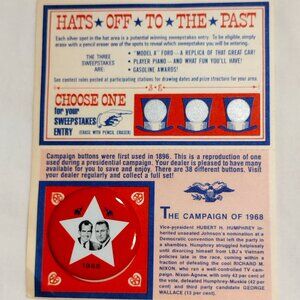 HATS ★ OFF ★ TO ★ THE ★ PAST
Each silver spot in the hat area is a potential winning sweepstakes entry. To be eligible simply
erase with pencil eraser one of the spots to reveal which sweepstakes you will be entering.
THE THREE
SWEEPSTAKES
ARE:
• "MODEL A" FORD—A REPLICA OF THAT GREAT CAR!
• PLAYER PIANO— AND WHAT FUN YOU'LL HAVE!
• GASOLINE AWARDS!
See contest rules posted at participating stations for drawing dates and prize structure for your area.
CHOOSE ONE
for your
SWEEPSTAKES
ENTRY
(ERASE WITH PENCIL ERASER)
Campaign buttons were first used in 1896. This is a reproduction of one
used during a presidential campaign. Your dealer is pleased to have many
available for you to save and enjoy. There are 38 different buttons. Visit
your dealer regularly and collect a full set!
1968
THE CAMPAIGN OF 1968
Vice-president HUBERT H. HUMPHREY in-
herited unseated Johnson's nomination at a
Democratic convention that left the party in
a shambles. Humphrey struggled helplessly
until divorcing himself from LBJ's Vietnam
policies late in the race, coming within a
fraction of defeating the cool RICHARD M.
NIXON, who ran a well-controlled TV cam-
paign. Nixon-Agnew, with only 42 per cent of
the vote, defeated Humphrey-Muskie (42 per
cent) and third party candidate GEORGE
WALLACE (13 per cent).